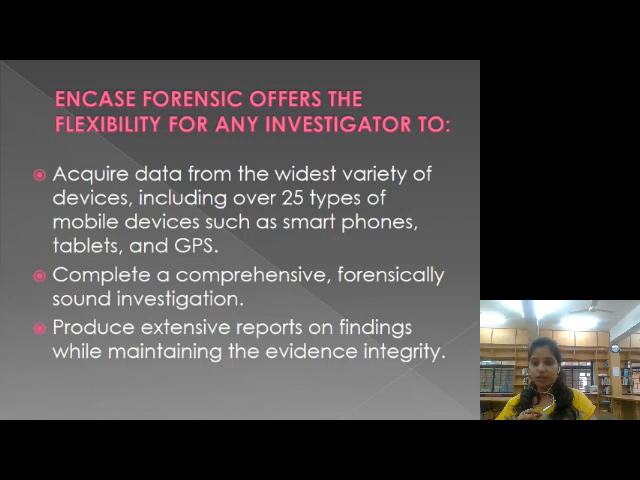 ENCASE FORENSIC OFFERS THE
FLEXIBILITY FOR ANY INVESTIGATOR TO:
Acquire data from the widest variety of
devices, including over 25 types of
mobile devices such as smart phones,
tablets, and GPS.
Complete a comprehensive, forensically
sound investigation.
Produce extensive reports on findings
while maintaining the evidence integrity.